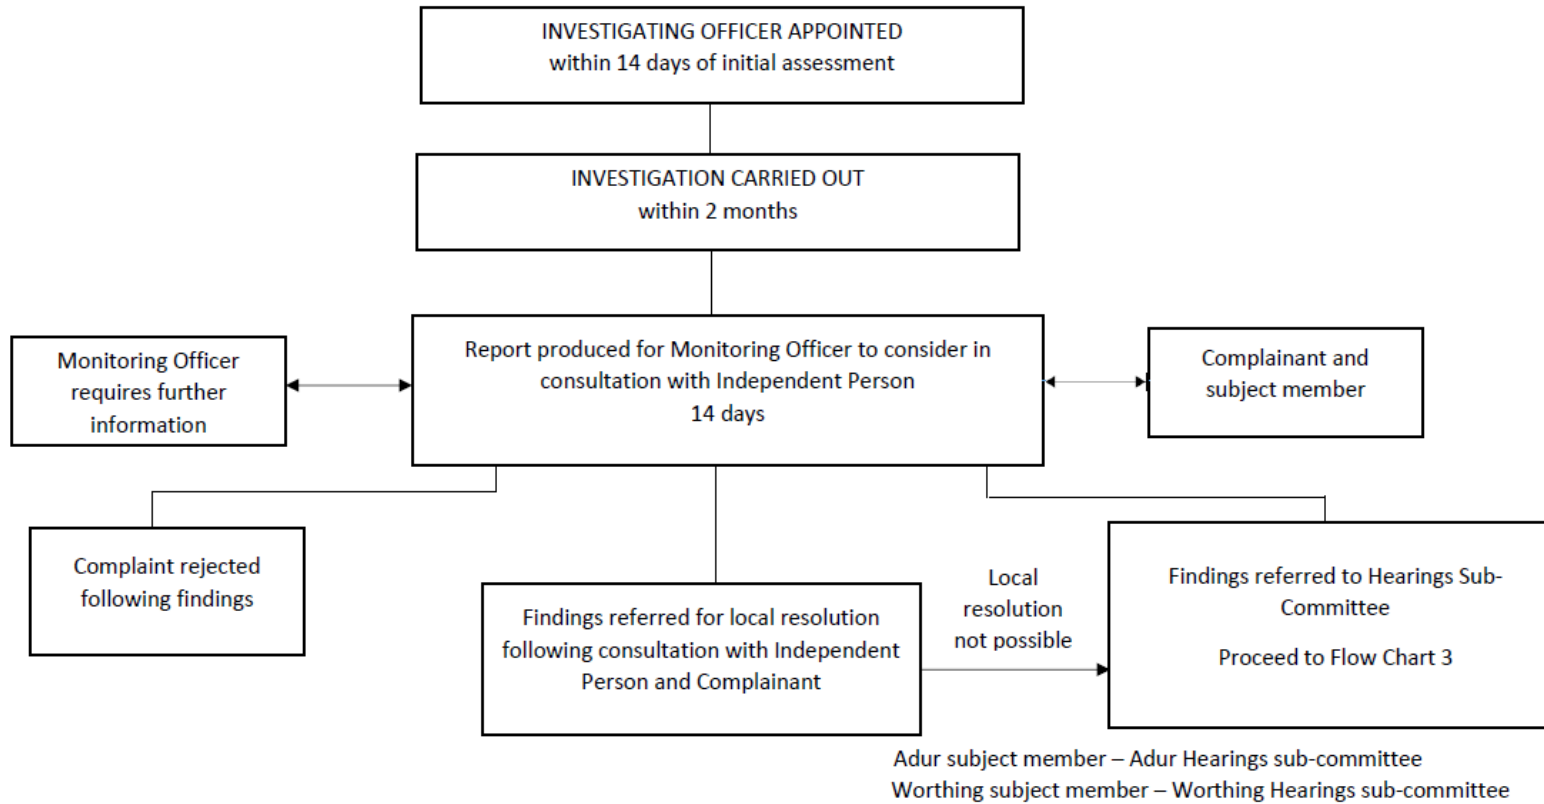 INVESTIGATING OFFICER APPOINTED
within 14 days of initial assessment
INVESTIGATION CARRIED OUT
within 2 months
Monitoring Officer
requires further
information
Report produced for Monitoring Officer to consider in
consultation with Independent Person
14 days
Complainant and
subject member
Complaint rejected
following findings
Findings referred for local resolution
following consultation with Independent
Person and Complainant
Local
resolution
not possible
Findings referred to Hearings Sub-
Committee
Proceed to Flow Chart 3
Adur subject member – Adur Hearings sub-committee
Worthing subject member – Worthing Hearings sub-committee